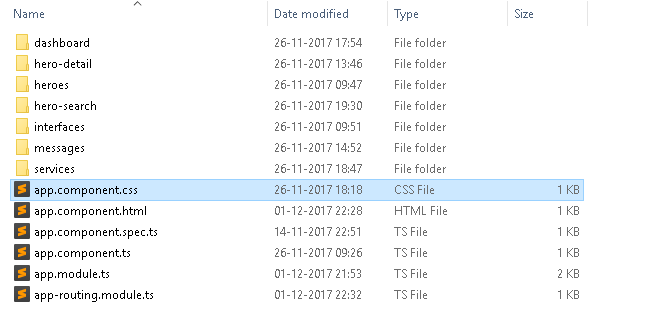 Name Date modified Type Size
dashboard 26-11-2017 17:54 File folder
hero-detail 26-11-2017 13:46 File folder
heroes 26-11-2017 09:47 File folder
hero-search 26-11-2017 19:30 File folder
interfaces 26-11-2017 09:51 File folder
messages 26-11-2017 14:52 File folder
services 26-11-2017 18:47 File folder
app.component.css 26-11-2017 18:18 CSS File 1 KB
app.component.html 01-12-2017 22:28 HTML File 1 KB
app.component.spec.ts 14-11-2017 22:51 TS File 1 KB
app.component.ts 26-11-2017 09:26 TS File 1 KB
app.module.ts 01-12-2017 21:53 TS File 2 KB
app-routing.module.ts 01-12-2017 22:32 TS File 1 KB